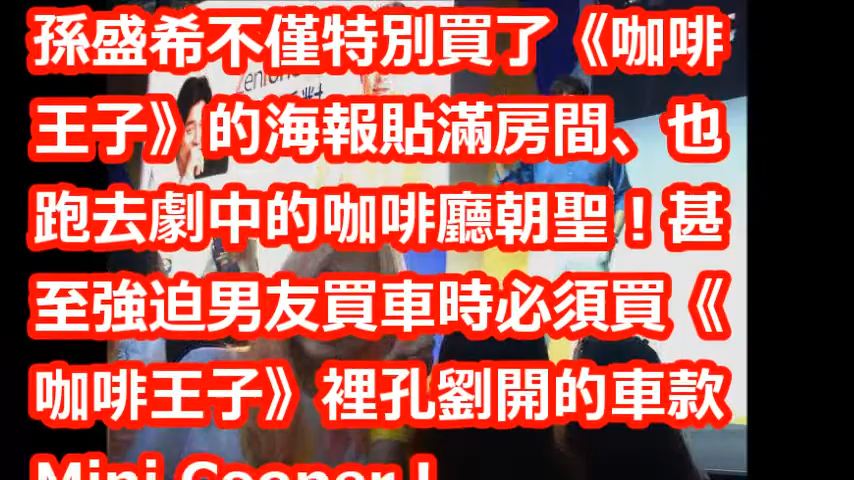 孫盛希不僅特別買了《咖啡
王子》的海報貼滿房間、也
跑去劇中的咖啡廳朝聖！甚
至強迫男友買車時必須買《
咖啡王子》裡孔劉開的車款
Mini Cooper！